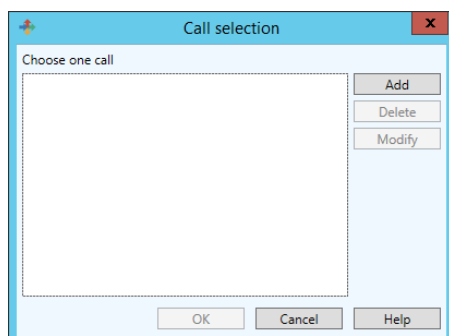 Call selection
x
Choose one call
Add
Delete
Modify
OK
Cancel
Help